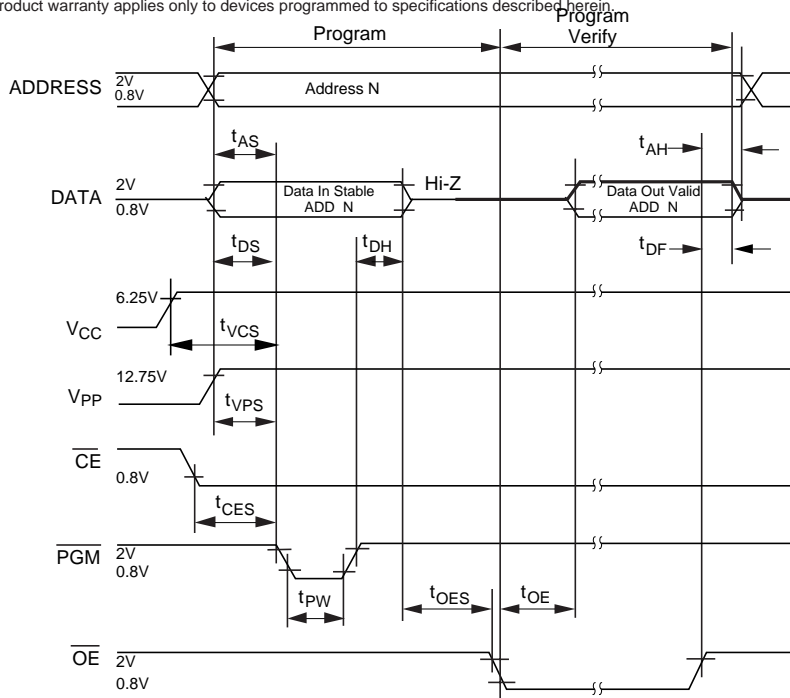 roduct warranty applies only to devices programmed to specifications described herein.
Program
Program
Verify
ADDRESS
2V
0.8V
Address N
tAS
tAH
DATA
2V
0.8V
Data In Stable
ADD N
Hi-Z
Data Out Valid
ADD N
tDS
tDH
tDF
6.25V
VCC
tVCS
12.75V
VPP
tVPS
CE
0.8V
tCES
PGM
2V
0.8V
tPW
tOES
tOE
OE
2V
0.8V